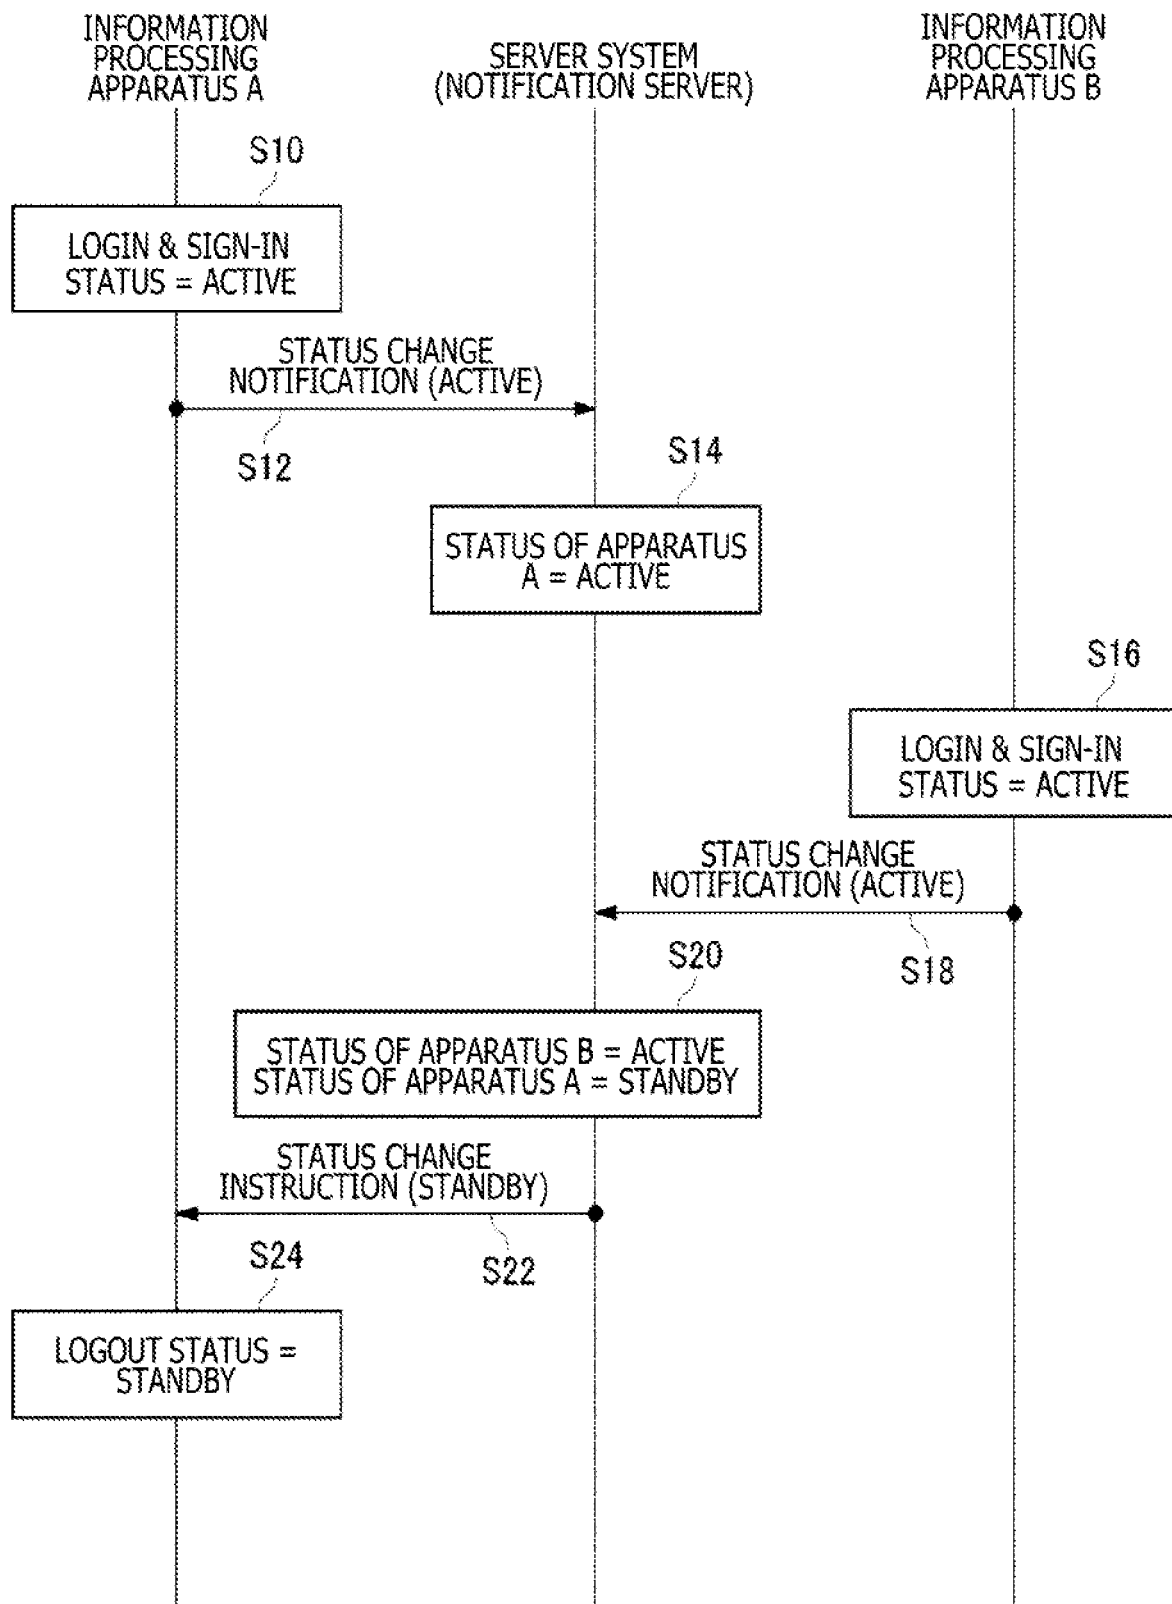 INFORMATION
PROCESSING
APPARATUS A
SERVER SYSTEM
(NOTIFICATION SERVER)
INFORMATION
PROCESSING
APPARATUS B
S10
LOGIN & SIGN-IN
STATUS = ACTIVE
STATUS CHANGE
NOTIFICATION (ACTIVE)
S12
S14
STATUS OF APPARATUS
A = ACTIVE
S16
LOGIN & SIGN-IN
STATUS = ACTIVE
STATUS CHANGE
NOTIFICATION (ACTIVE)
S18
S20
STATUS OF APPARATUS B = ACTIVE
STATUS OF APPARATUS A = STANDBY
STATUS CHANGE
INSTRUCTION (STANDBY)
S22
S24
LOGOUT STATUS =
STANDBY